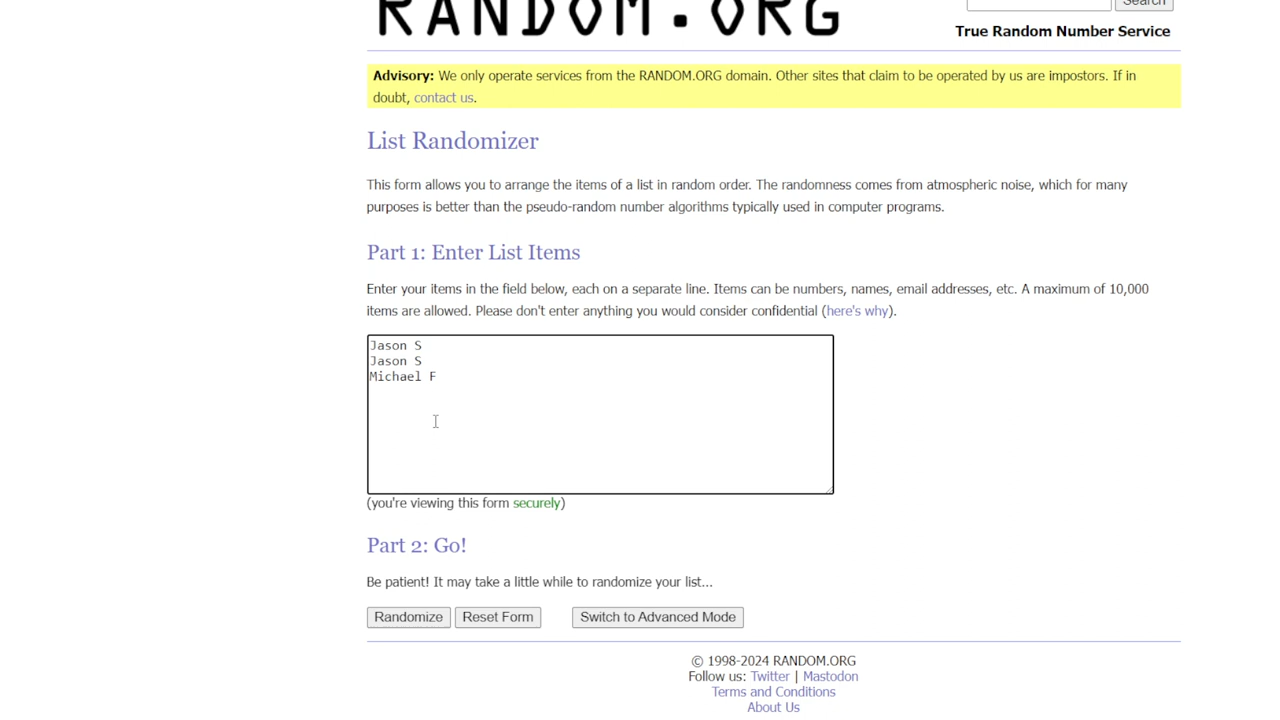 RANDOM.ORG
Search
True Random Number Service
Advisory: We only operate services from the RANDOM.ORG domain. Other sites that claim to be operated by us are impostors. If in
doubt, contact us.
List Randomizer
This form allows you to arrange the items of a list in random order. The randomness comes from atmospheric noise, which for many
purposes is better than the pseudo-random number algorithms typically used in computer programs.
Part 1: Enter List Items
Enter your items in the field below, each on a separate line. Items can be numbers, names, email addresses, etc. A maximum of 10,000
items are allowed. Please don't enter anything you would consider confidential (here's why).
Jason S
Jason S
Michael F
(you're viewing this form securely)
Part 2: Go!
Be patient! It may take a little while to randomize your list...
Randomize Reset Form Switch to Advanced Mode
© 1998-2024 RANDOM.ORG
Follow us: Twitter | Mastodon
Terms and Conditions
About Us